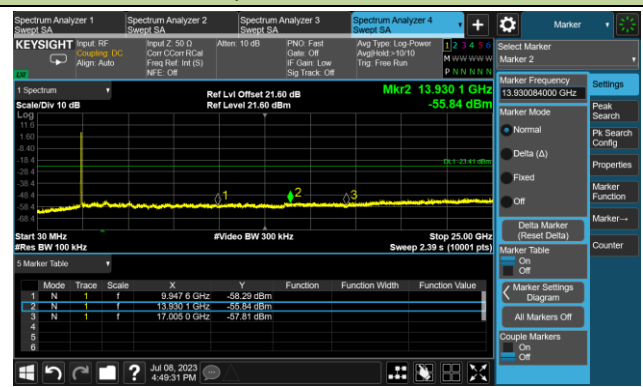 Spectrum Analyzer 1
Swept SA
Spectrum Analyzer 2
Swept SA
Spectrum Analyzer 3
Swept SA
Spectrum Analyzer 4
Swept SA
+
Marker
KEYSIGHT
Input: RF
Coupling: DC
Align: Auto
Input Z: 50 Ω
Corr CCorr RCal
Freq Ref: Int (S)
NFE: Off
Atten: 10 dB
PNO: Fast
Gate: Off
IF Gain: Low
Sig Track: Off
Avg Type: Log-Power
Avg|Hold:>10/10
Trig: Free Run
1 2 3 4 5 6
M W W W W W
P N N N N N
LXI
Select Marker
Marker 2
1 Spectrum
Scale/Div 10 dB
Log
Ref Lvl Offset 21.60 dB
Ref Level 21.60 dBm
Mkr2 13.930 1 GHz
-55.84 dBm
11.6
1.60
-8.40
-18.4
-28.4
-38.4
-48.4
-58.4
-68.4
DL1 -23.41 dBm
1
2
3
Start 30 MHz
#Res BW 100 kHz
#Video BW 300 kHz
Stop 25.00 GHz
Sweep 2.39 s (10001 pts)
5 Marker Table
Mode Trace Scale X Y Function Function Width Function Value
1 N 1 f 9.947 6 GHz -58.29 dBm
2 N 1 f 13.930 1 GHz -55.84 dBm
3 N 1 f 17.005 0 GHz -57.81 dBm
4
5
6
Marker Frequency
13.930084000 GHz
Marker Mode
Normal
Delta (Δ)
Fixed
Off
Delta Marker
(Reset Delta)
Marker Table
On
Off
Marker Settings
Diagram
All Markers Off
Couple Markers
On
Off
Settings
Peak
Search
Pk Search
Config
Properties
Marker
Function
Marker→
Counter
?
Jul 08, 2023
4:49:31 PM